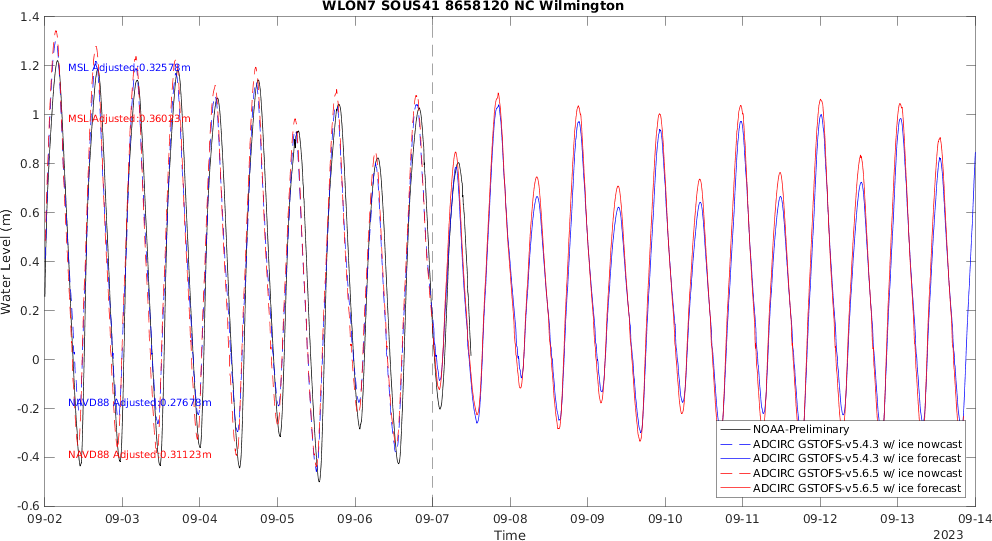 WLON7 SOUS41 8658120 NC Wilmington
1.4
1.2
1
0.8
0.6
0.4
0.2
0
-0.2
-0.4
-0.6
Water Level (m)
MSL Adjusted:0.32578m
MSL Adjusted:0.36023m
NAVD88 Adjusted:0.27678m
NAVD88 Adjusted:0.31123m
NOAA-Preliminary
ADCIRC GSTOFS-v5.4.3 w/ ice nowcast
ADCIRC GSTOFS-v5.4.3 w/ ice forecast
ADCIRC GSTOFS-v5.6.5 w/ ice nowcast
ADCIRC GSTOFS-v5.6.5 w/ ice forecast
09-02 09-03 09-04 09-05 09-06 09-07 09-08 09-09 09-10 09-11 09-12 09-13 09-14
Time
2023